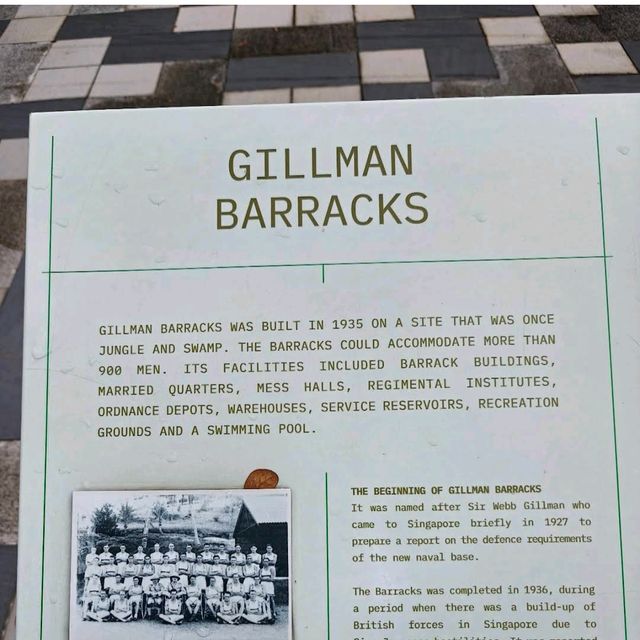 GILLMAN
BARRACKS
GILLMAN BARRACKS WAS BUILT IN 1935 ON A SITE THAT WAS ONCE
JUNGLE AND SWAMP. THE BARRACKS COULD ACCOMMODATE MORE THAN
900 MEN. ITS FACILITIES INCLUDED BARRACK BUILDINGS,
MARRIED QUARTERS, MESS HALLS, REGIMENTAL INSTITUTES,
ORDNANCE DEPOTS, WAREHOUSES, SERVICE RESERVOIRS, RECREATION
GROUNDS AND A SWIMMING POOL.
THE BEGINNING OF GILLMAN BARRACKS
It was named after Sir Webb Gillman who
came to Singapore briefly in 1927 to
prepare a report on the defence requirements
of the new naval base.
The Barracks was completed in 1936, during
a period when there was a build-up of
British forces in Singapore due to